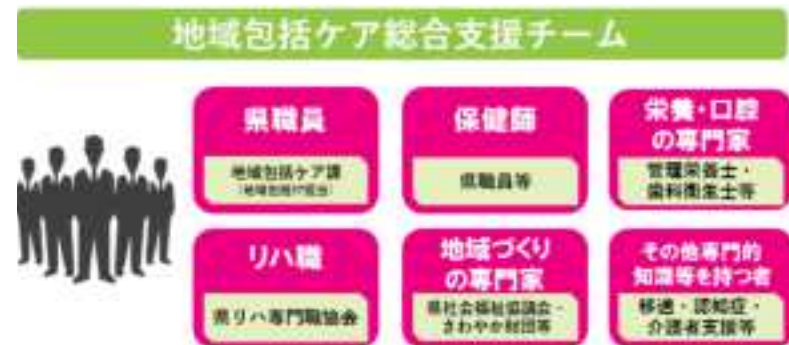 地域包括ケア総合支援チーム
県職員
地域包括ケア課
保健師
県職員等
栄養・口腔
の専門家
管理栄養士・
歯科衛生士等
リハ職
県リハ専門職協会
地域づくり
の専門家
県社会福祉協議会・
さわやか財団等
その他専門的
知識等を持つ者
移送・認知症・
介護者支援等